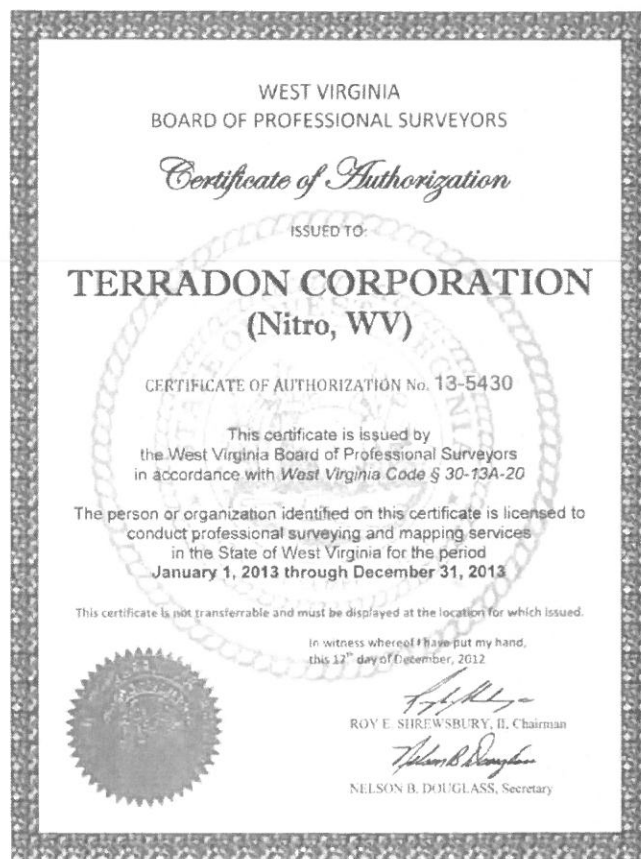 WEST VIRGINIA
BOARD OF PROFESSIONAL SURVEYORS
Certificate of Authorization
ISSUED TO:
TERRADON CORPORATION
(Nitro, WV)
CERTIFICATE OF AUTHORIZATION No. 13-5430
This certificate is issued by
the West Virginia Board of Professional Surveyors
in accordance with West Virginia Code § 30-13A-20
The person or organization identified on this certificate is licensed to
conduct professional surveying and mapping services
in the State of West Virginia for the period
January 1, 2013 through December 31, 2013
This certificate is not transferrable and must be displayed at the location for which issued.
In witness whereof I have put my hand,
this 12th day of December, 2012
ROY E. SHREWSBURY, II, Chairman
Nelson B Douglass
NELSON B. DOUGLASS, Secretary